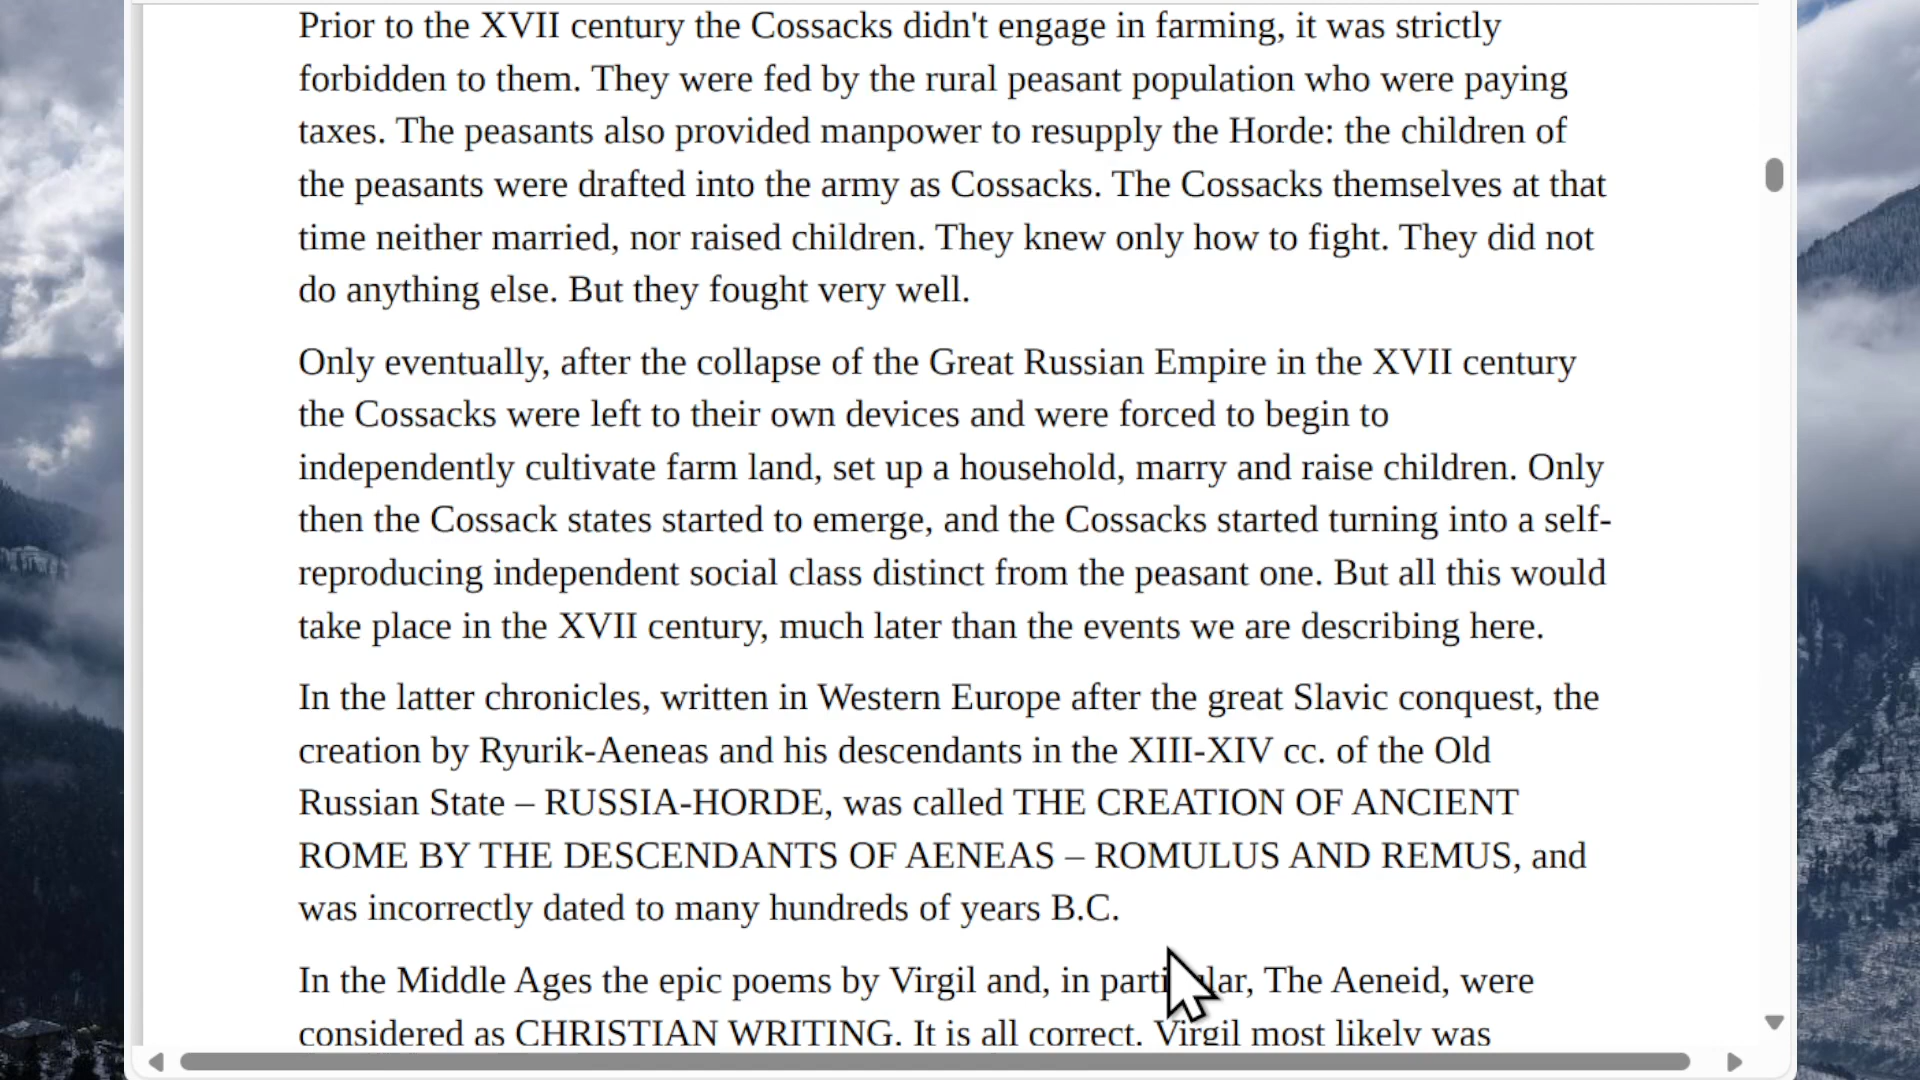 Prior to the XVII century the Cossacks didn't engage in farming, it was strictly
forbidden to them. They were fed by the rural peasant population who were paying
taxes. The peasants also provided manpower to resupply the Horde: the children of
the peasants were drafted into the army as Cossacks. The Cossacks themselves at that
time neither married, nor raised children. They knew only how to fight. They did not
do anything else. But they fought very well.
Only eventually, after the collapse of the Great Russian Empire in the XVII century
the Cossacks were left to their own devices and were forced to begin to
independently cultivate farm land, set up a household, marry and raise children. Only
then the Cossack states started to emerge, and the Cossacks started turning into a self-
reproducing independent social class distinct from the peasant one. But all this would
take place in the XVII century, much later than the events we are describing here.
In the latter chronicles, written in Western Europe after the great Slavic conquest, the
creation by Ryurik-Aeneas and his descendants in the XIII-XIV cc. of the Old
Russian State – RUSSIA-HORDE, was called THE CREATION OF ANCIENT
ROME BY THE DESCENDANTS OF AENEAS – ROMULUS AND REMUS, and
was incorrectly dated to many hundreds of years B.C.
In the Middle Ages the epic poems by Virgil and, in particular, The Aeneid, were
considered as CHRISTIAN WRITING. It is all correct. Virgil most likely was